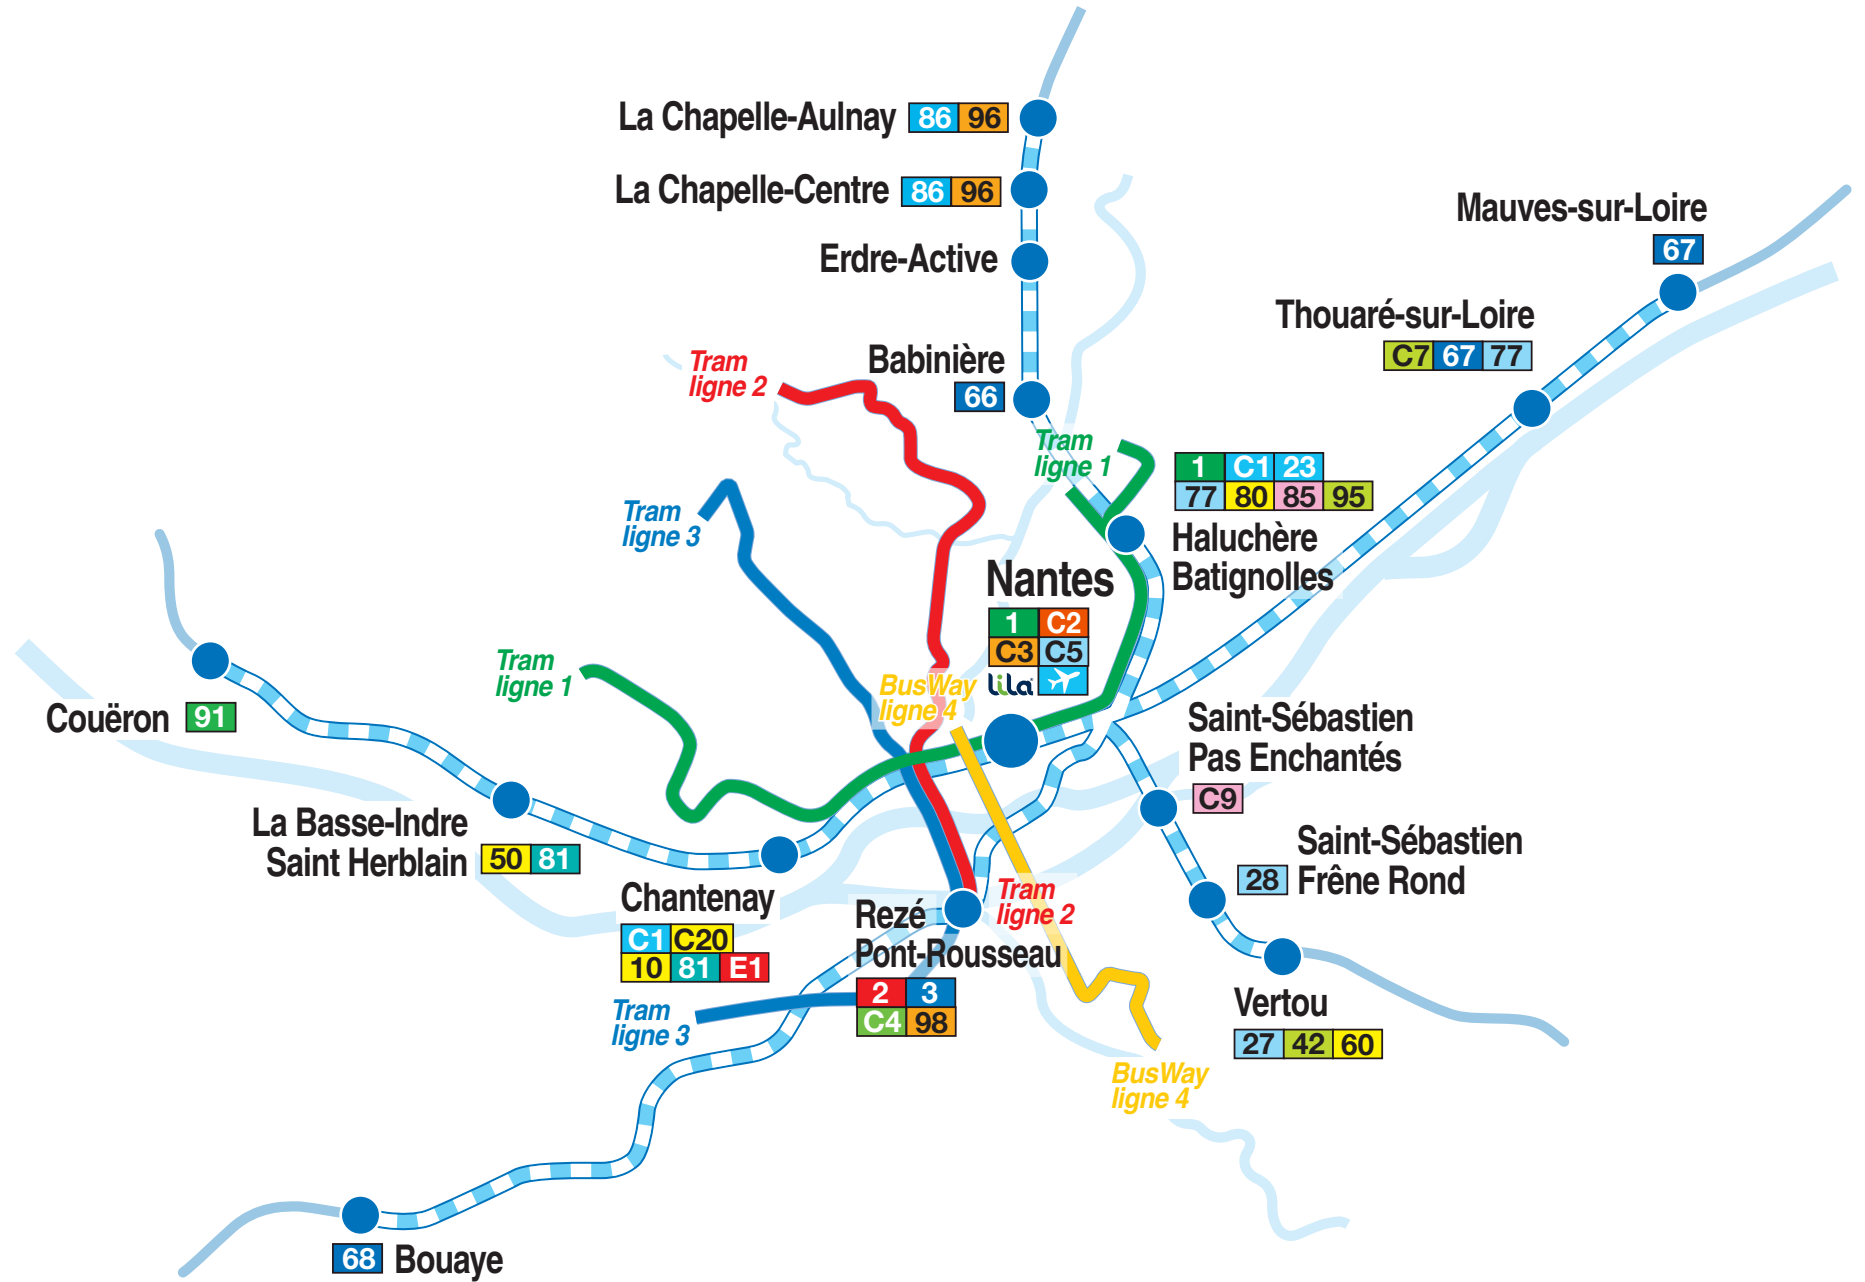 La Chapelle-Aulnay 86 96
La Chapelle-Centre 86 96
Erdre-Active
Mauves-sur-Loire
67
Thouaré-sur-Loire
C7 67 77
Babinière
66
Tram
ligne 2
Tram
ligne 1
1 C1 23
77 80 85 95
Haluchère
Batignolles
Tram
ligne 3
Nantes
1 C2
C3 C5
Lila
Tram
ligne 1
BusWay
ligne 4
Couëron 91
Saint-Sébastien
Pas Enchantés
C9
La Basse-Indre
Saint Herblain 50 81
Saint-Sébastien
28 Frêne Rond
Chantenay
C1 C20
10 81 E1
Rezé
Pont-Rousseau
2 3
C4 98
Tram
ligne 2
Tram
ligne 3
Vertou
27 42 60
BusWay
ligne 4
68 Bouaye